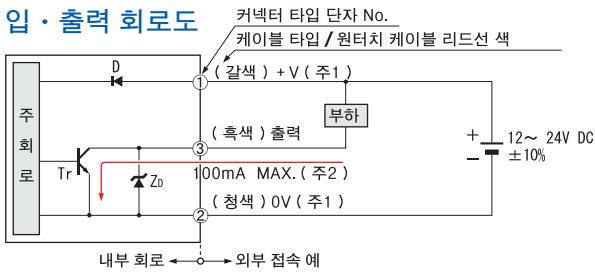 입・출력 회로도
커넥터 타입 단자 No.
케이블 타입 / 원터치 케이블 리드선 색
D
① ( 갈색 ) +V ( 주1 )
주 회 로
부하
( 흑색 ) 출력
③
Tr
ZD
100mA MAX. ( 주2 )
+
−
12～ 24V DC
±10%
( 청색 ) 0V ( 주1 )
②
내부 회로
외부 접속 예